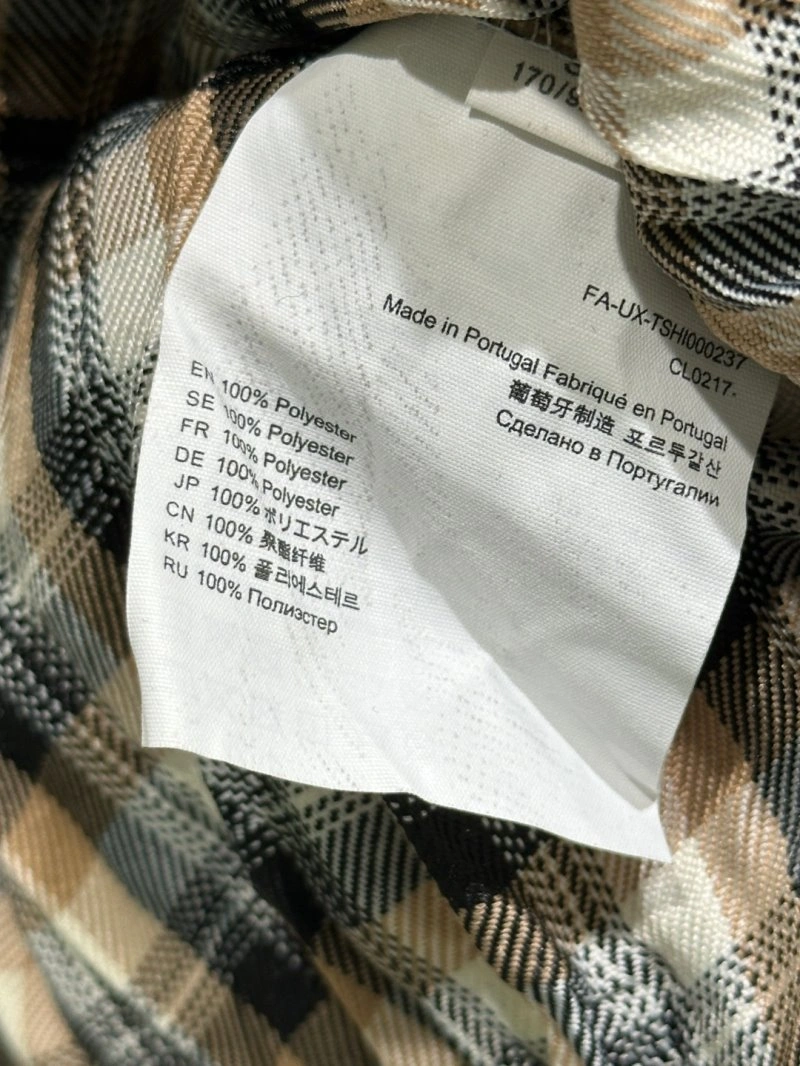 170/9
FA-UX-TSHI000237
CL0217.
Made in Portugal Fabriqué en Portugal
葡萄牙制造 포르투갈산
Сделано в Португалии
EN 100% Polyester
SE 100% Polyester
FR 100% Polyester
DE 100% Polyester
JP 100% ポリエステル
CN 100% 聚酯纤维
KR 100% 폴리에스테르
RU 100% Полиэстер